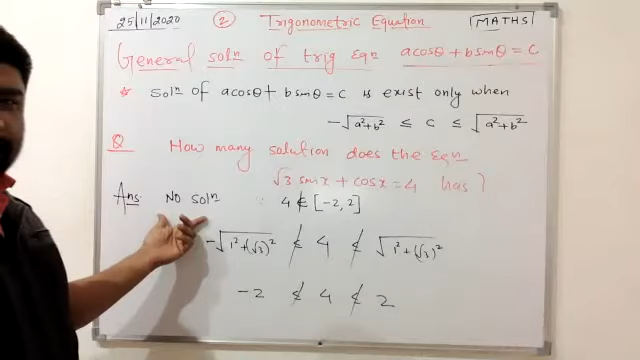 25/11/2020 ② Trigonometric Equation MATHS
General solⁿ of trig Eqn acosθ + bsinθ = c
* Solⁿ of acosθ + bsinθ = c is exist only when
-√(a²+b²) ≤ c ≤ √(a²+b²)
Q How many solution does the Eqn
√3 sinx + cosx = 4 has ?
Ans: No solⁿ ∵ 4 ∉ [-2, 2]
-√(1²+(√3)²) ≮ 4 ≮ √(1²+(√3)²)
-2 ≮ 4 ≮ 2